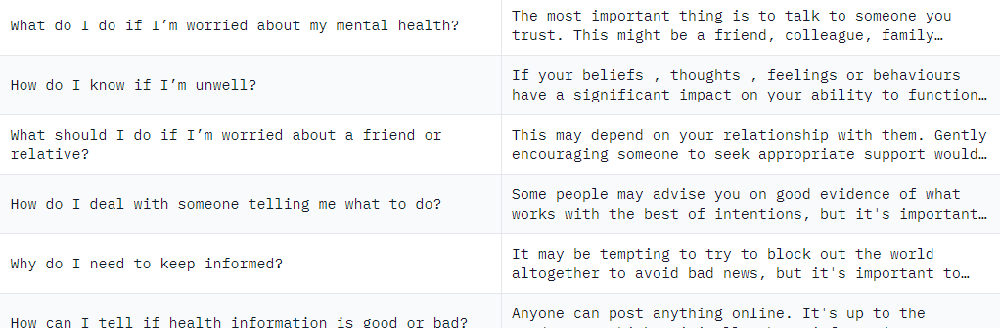 What do I do if I’m worried about my mental health?
The most important thing is to talk to someone you
trust. This might be a friend, colleague, family…
How do I know if I’m unwell?
If your beliefs , thoughts , feelings or behaviours
have a significant impact on your ability to function…
What should I do if I’m worried about a friend or
relative?
This may depend on your relationship with them. Gently
encouraging someone to seek appropriate support would…
How do I deal with someone telling me what to do?
Some people may advise you on good evidence of what
works with the best of intentions, but it's important…
Why do I need to keep informed?
It may be tempting to try to block out the world
altogether to avoid bad news, but it's important to…
How can I tell if health information is good or bad?
Anyone can post anything online. It's up to the